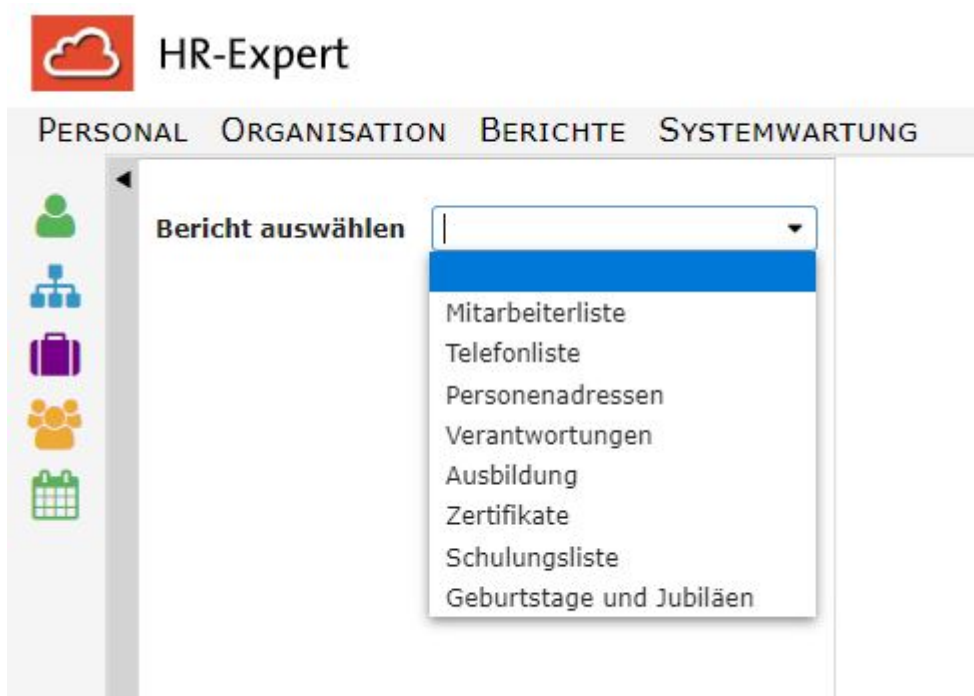 HR-Expert
PERSONAL ORGANISATION BERICHTE SYSTEMWARTUNG
Bericht auswählen
Mitarbeiterliste
Telefonliste
Personenadressen
Verantwortungen
Ausbildung
Zertifikate
Schulungsliste
Geburtstage und Jubiläen